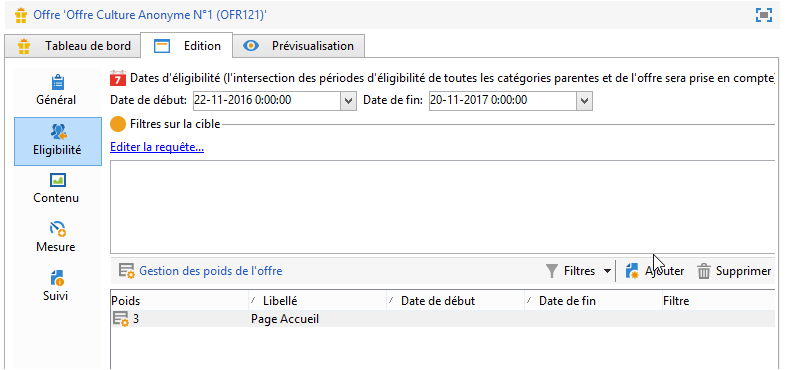 Offre 'Offre Culture Anonyme N°1 (OFR121)'
Tableau de bord Edition Prévisualisation
7 Dates d'éligibilité (l'intersection des périodes d'éligibilité de toutes les catégories parentes et de l'offre sera prise en compte)
Général
Date de début: 22-11-2016 0:00:00 Date de fin: 20-11-2017 0:00:00
Filtres sur la cible
Eligibilité
Editer la requête...
Contenu
Mesure
Gestion des poids de l'offre Filtres Ajouter Supprimer
Suivi
Poids Libellé Date de début Date de fin Filtre
3 Page Accueil